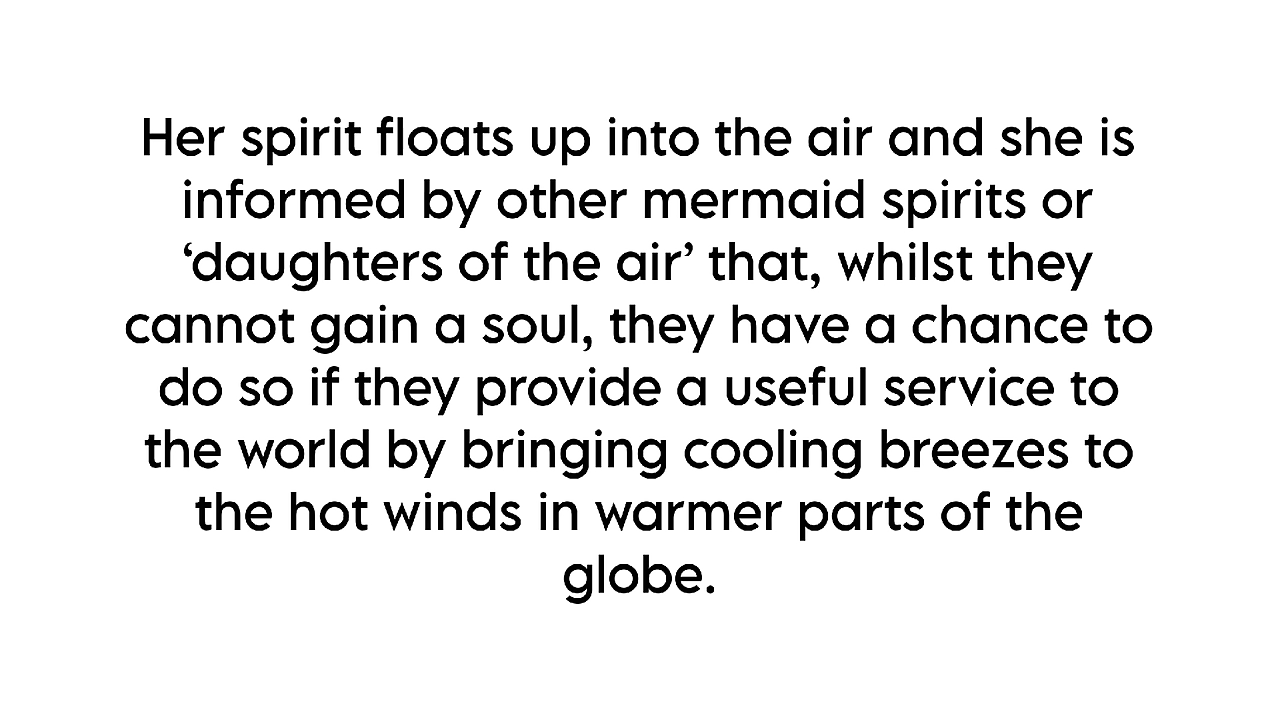 Her spirit floats up into the air and she is
informed by other mermaid spirits or
‘daughters of the air’ that, whilst they
cannot gain a soul, they have a chance to
do so if they provide a useful service to
the world by bringing cooling breezes to
the hot winds in warmer parts of the
globe.